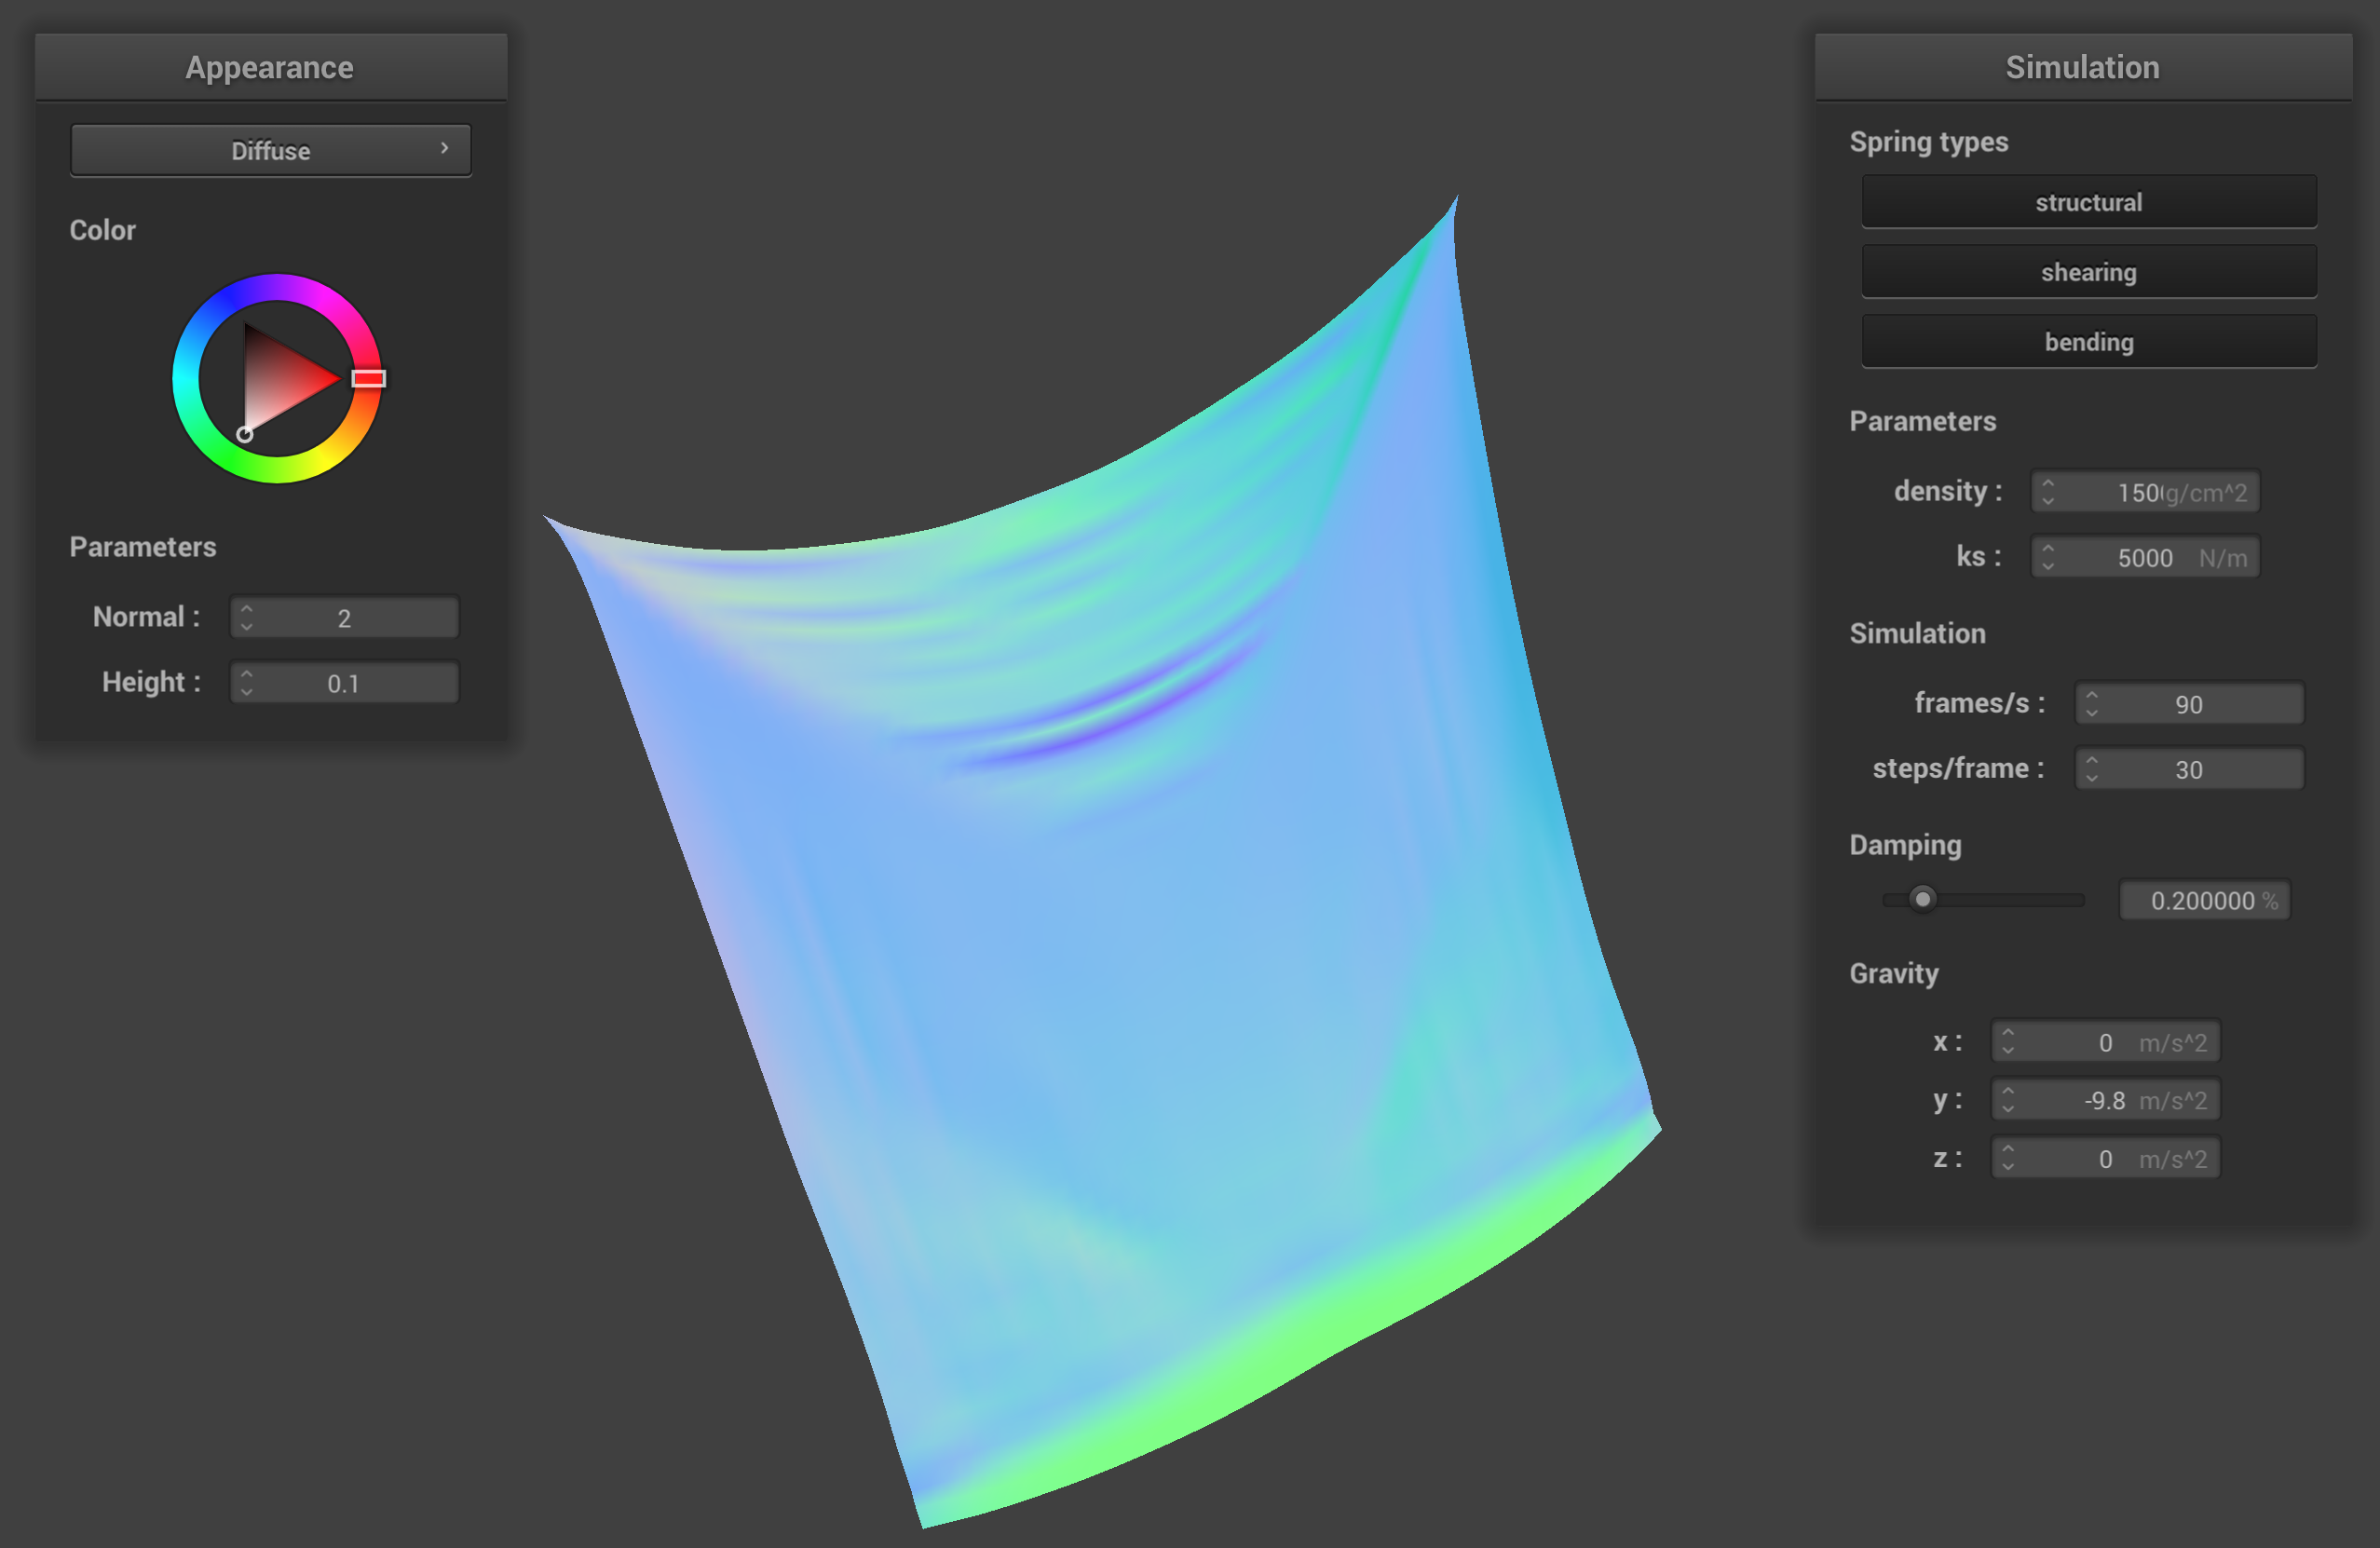 Appearance
Diffuse
Color
Parameters
Normal : 2
Height : 0.1
Simulation
Spring types
structural
shearing
bending
Parameters
density : 150 g/cm^2
ks : 5000 N/m
Simulation
frames/s : 90
steps/frame : 30
Damping
0.200000 %
Gravity
x : 0 m/s^2
y : -9.8 m/s^2
z : 0 m/s^2